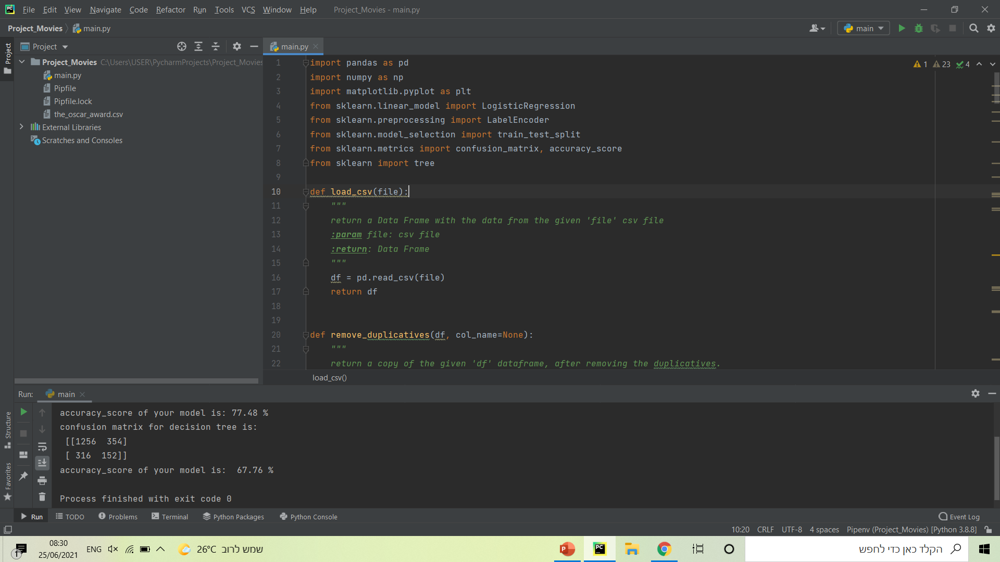 File Edit View Navigate Code Refactor Run Tools VCS Window Help Project_Movies - main.py
Project_Movies main.py
main
Project
Project
main.py
Project_Movies C:\Users\USER\PycharmProjects\Project_Movies
main.py
Pipfile
Pipfile.lock
the_oscar_award.csv
External Libraries
Scratches and Consoles
1 import pandas as pd
2 import numpy as np
3 import matplotlib.pyplot as plt
4 from sklearn.linear_model import LogisticRegression
5 from sklearn.preprocessing import LabelEncoder
6 from sklearn.model_selection import train_test_split
7 from sklearn.metrics import confusion_matrix, accuracy_score
8 from sklearn import tree
9
10 def load_csv(file):
11 """
12 return a Data Frame with the data from the given 'file' csv file
13 :param file: csv file
14 :return: Data Frame
15 """
16 df = pd.read_csv(file)
17 return df
18
19
20 def remove_duplicatives(df, col_name=None):
21 """
22 return a copy of the given 'df' dataframe, after removing the duplicatives.
1 23 4
load_csv()
Run: main
accuracy_score of your model is: 77.48 %
confusion matrix for decision tree is:
[[1256 354]
[ 316 152]]
accuracy_score of your model is: 67.76 %
Process finished with exit code 0
Structure
Favorites
Run TODO Problems Terminal Python Packages Python Console Event Log
10:20 CRLF UTF-8 4 spaces Pipenv (Project_Movies) [Python 3.8.8]
1
08:30
25/06/2021
ENG
26°C שמש לרוב
הקלד כאן כדי לחפש